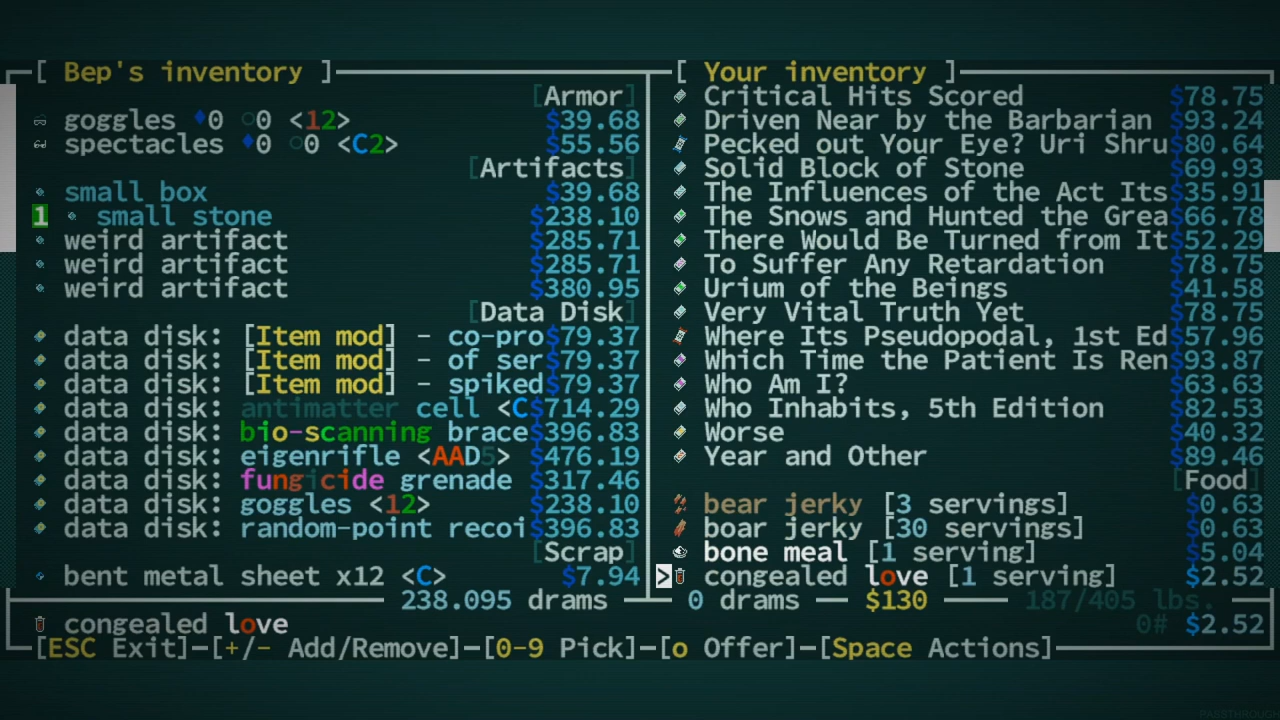 [ Bep's inventory ]
[Armor]
goggles ♦0 ○0 <12> $39.68
spectacles ♦0 ○0 <C2> $55.56
[Artifacts]
small box $39.68
1 small stone $238.10
weird artifact $285.71
weird artifact $285.71
weird artifact $380.95
[Data Disk]
data disk: [Item mod] - co-pro $79.37
data disk: [Item mod] - of ser $79.37
data disk: [Item mod] - spiked $79.37
data disk: antimatter cell <C $714.29
data disk: bio-scanning brace $396.83
data disk: eigenrifle <AAD5> $476.19
data disk: fungicide grenade $317.46
data disk: goggles <12> $238.10
data disk: random-point recoi $396.83
[Scrap]
bent metal sheet x12 <C> $7.94
238.095 drams
[ Your inventory ]
Critical Hits Scored $78.75
Driven Near by the Barbarian $93.24
Pecked out Your Eye? Uri Shru $80.64
Solid Block of Stone $69.93
The Influences of the Act Its $35.91
The Snows and Hunted the Grea $66.78
There Would Be Turned from It $52.29
To Suffer Any Retardation $78.75
Urium of the Beings $41.58
Very Vital Truth Yet $78.75
Where Its Pseudopodal, 1st Ed $57.96
Which Time the Patient Is Ren $93.87
Who Am I? $63.63
Who Inhabits, 5th Edition $82.53
Worse $40.32
Year and Other $89.46
[Food]
bear jerky [3 servings] $0.63
boar jerky [30 servings] $0.63
bone meal [1 serving] $5.04
> congealed love [1 serving] $2.52
0 drams $130 187/405 lbs.
congealed love 0# $2.52
[ESC Exit]-[+/- Add/Remove]-[0-9 Pick]-[o Offer]-[Space Actions]